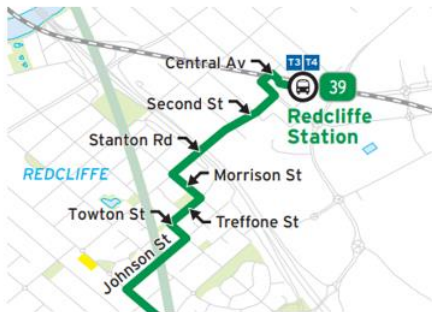 Central Av
T3 T4
39
Second St
Redcliffe
Station
Stanton Rd
REDCLIFFE
Morrison St
Towton St
Treffone St
Johnson St